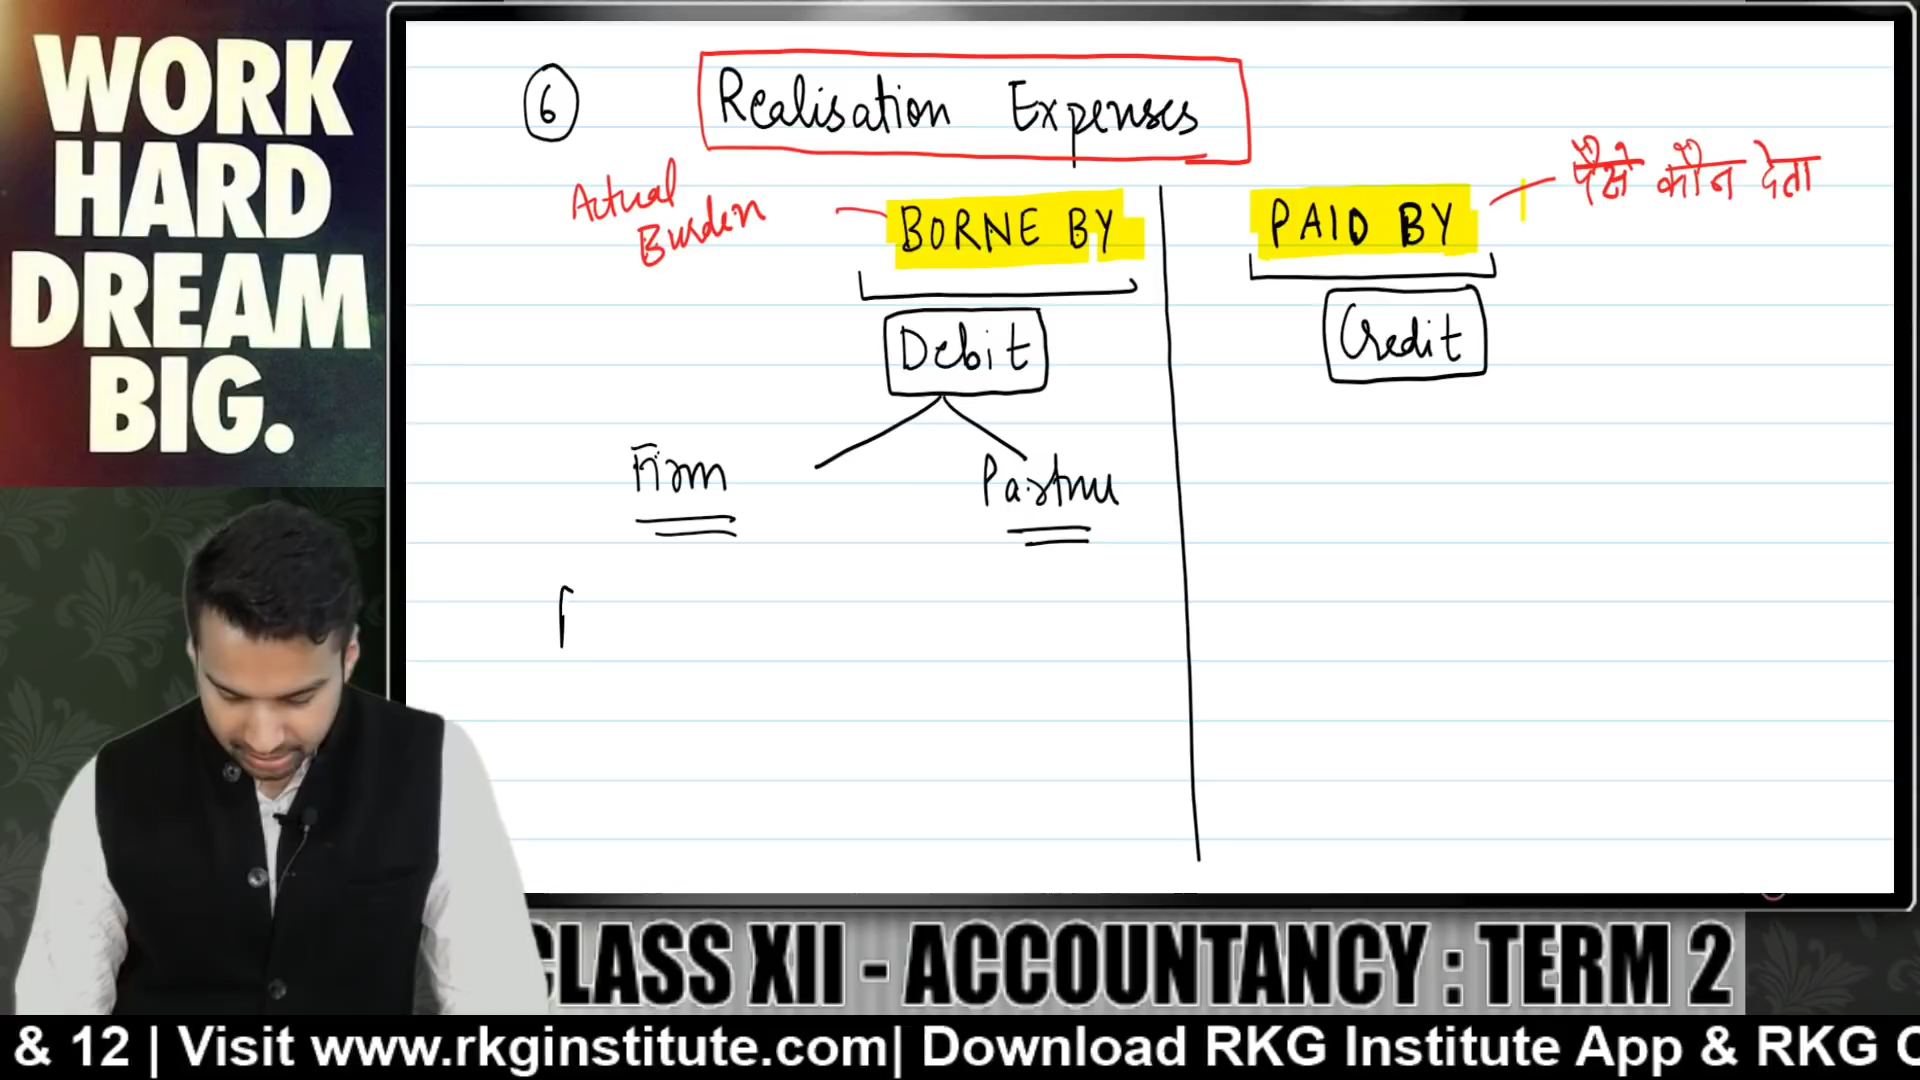 WORK
HARD
DREAM
BIG.
6
Realisation Expenses
Actual
Burden
BORNE BY
PAID BY
पैसे कौन देता
Debit
Credit
Firm
Partner
CLASS XII - ACCOUNTANCY : TERM 2
& 12 | Visit www.rkginstitute.com| Download RKG Institute App & RKG C